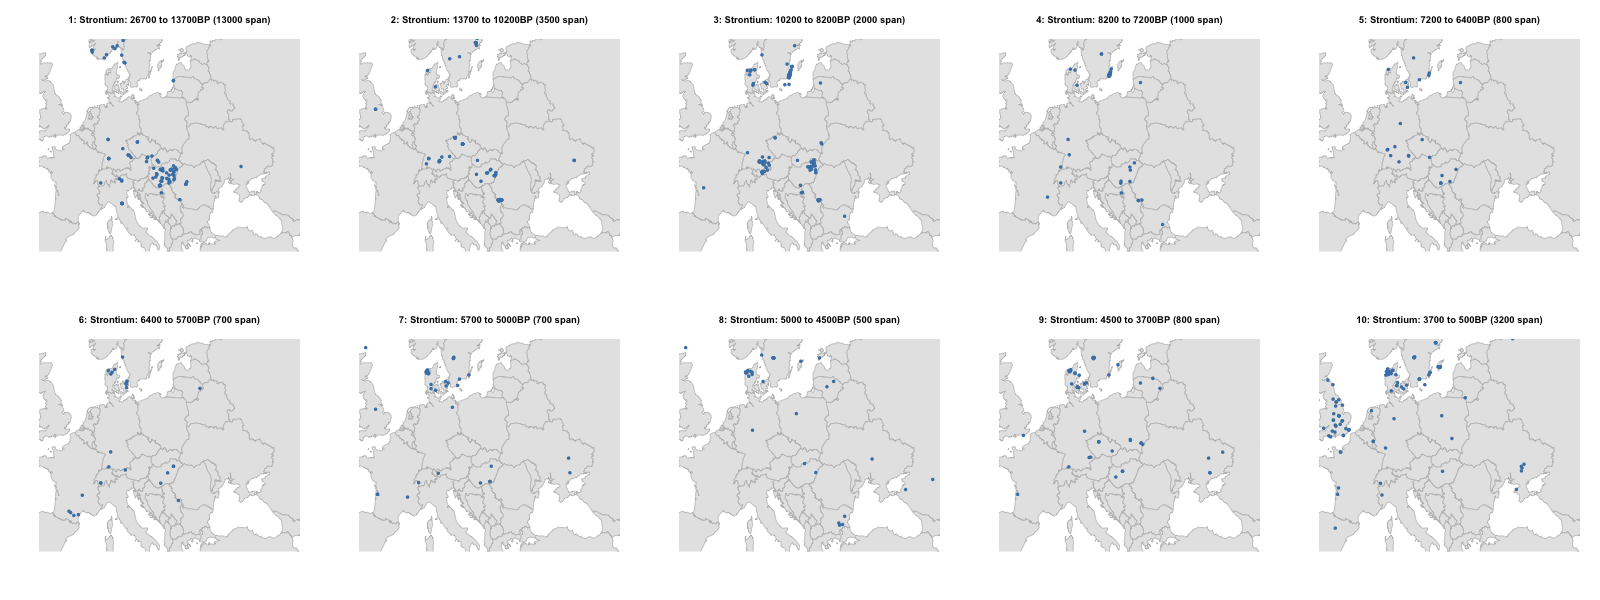 1: Strontium: 26700 to 13700BP (13000 span)
2: Strontium: 13700 to 10200BP (3500 span)
3: Strontium: 10200 to 8200BP (2000 span)
4: Strontium: 8200 to 7200BP (1000 span)
5: Strontium: 7200 to 6400BP (800 span)
6: Strontium: 6400 to 5700BP (700 span)
7: Strontium: 5700 to 5000BP (700 span)
8: Strontium: 5000 to 4500BP (500 span)
9: Strontium: 4500 to 3700BP (800 span)
10: Strontium: 3700 to 500BP (3200 span)